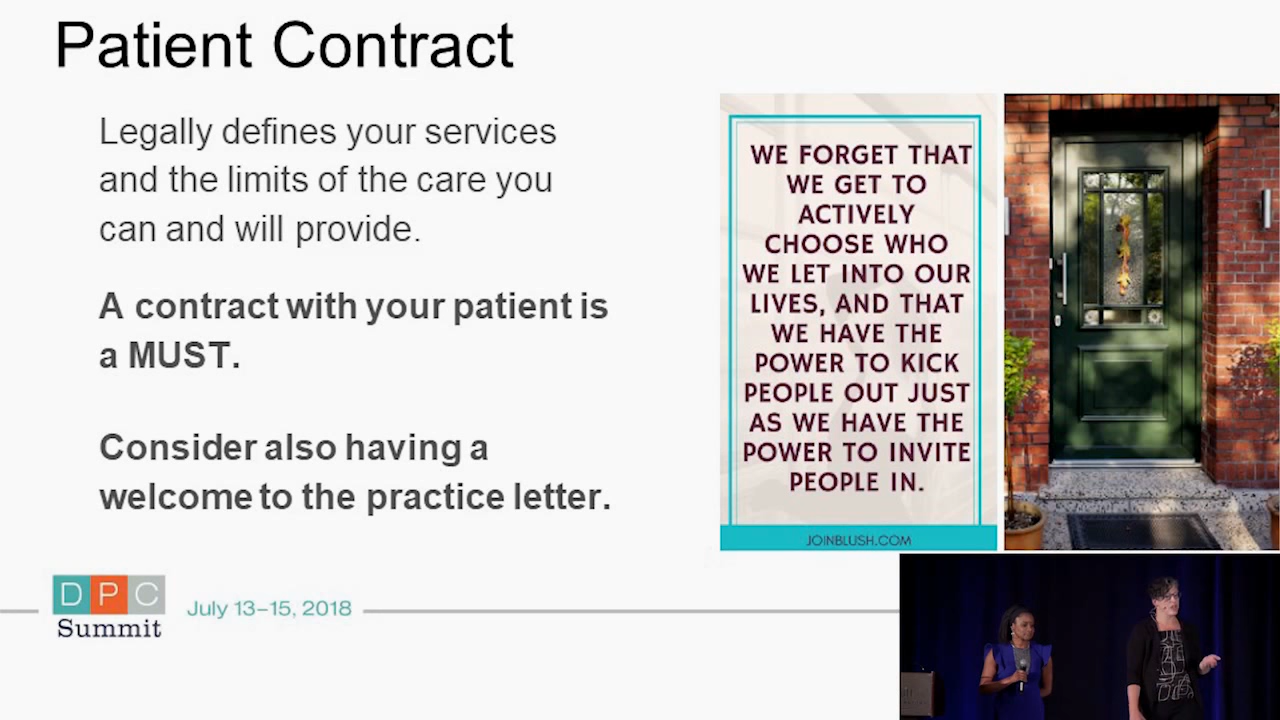 Patient Contract
Legally defines your services
and the limits of the care you
can and will provide.
A contract with your patient is
a MUST.
Consider also having a
welcome to the practice letter.
WE FORGET THAT
WE GET TO
ACTIVELY
CHOOSE WHO
WE LET INTO OUR
LIVES, AND THAT
WE HAVE THE
POWER TO KICK
PEOPLE OUT JUST
AS WE HAVE THE
POWER TO INVITE
PEOPLE IN.
JOINBLUSH.COM
DPC
Summit
July 13–15, 2018